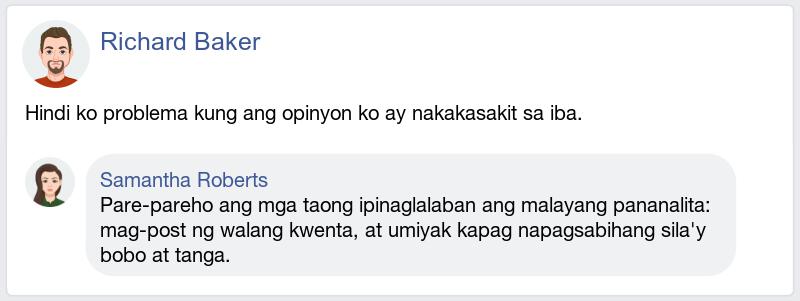 Richard Baker
Hindi ko problema kung ang opinyon ko ay nakakasakit sa iba.
Samantha Roberts
Pare-pareho ang mga taong ipinaglalaban ang malayang pananalita:
mag-post ng walang kwenta, at umiyak kapag napagsabihang sila'y
bobo at tanga.